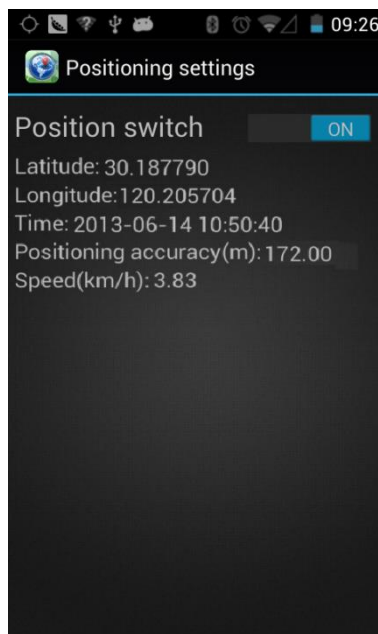 09:26
Positioning settings
Position switch ON
Latitude: 30.187790
Longitude:120.205704
Time: 2013-06-14 10:50:40
Positioning accuracy(m): 172.00
Speed(km/h): 3.83